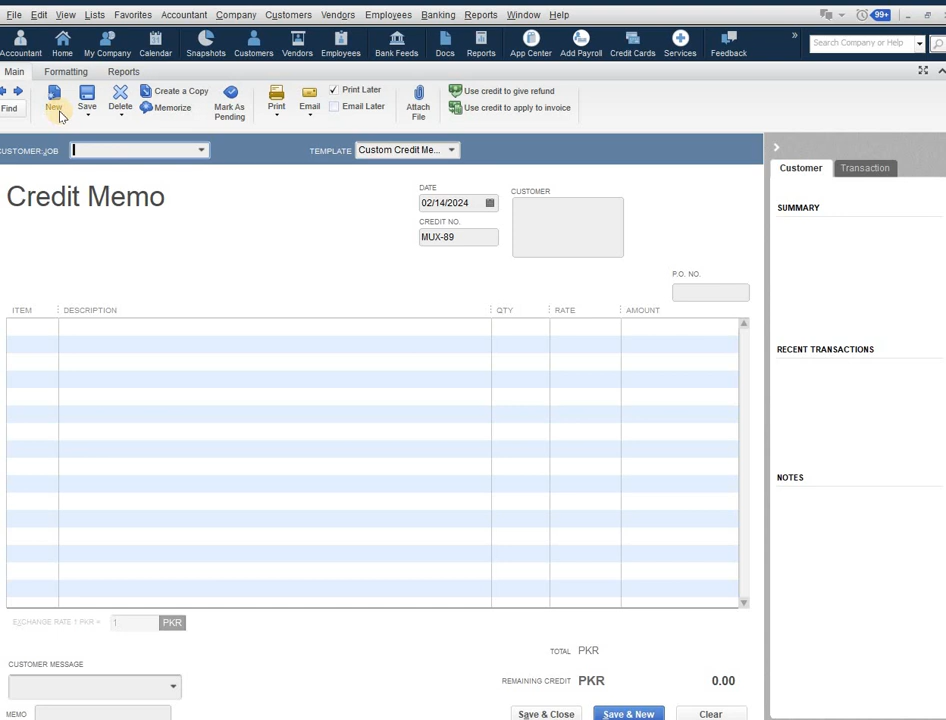 File Edit View Lists Favorites Accountant Company Customers Vendors Employees Banking Reports Window Help 99+
Accountant Home My Company Calendar Snapshots Customers Vendors Employees Bank Feeds Docs Reports App Center Add Payroll Credit Cards Services Feedback » Search Company or Help
Main Formatting Reports
Find New Save Delete Create a Copy Memorize Mark As Pending Print Email Print Later Email Later Attach File Use credit to give refund Use credit to apply to invoice
CUSTOMER:JOB TEMPLATE Custom Credit Me...
Customer Transaction
Credit Memo
DATE CUSTOMER
02/14/2024
CREDIT NO.
MUX-89
SUMMARY
P.O. NO.
ITEM DESCRIPTION QTY RATE AMOUNT
RECENT TRANSACTIONS
NOTES
EXCHANGE RATE 1 PKR = 1 PKR
TOTAL PKR
CUSTOMER MESSAGE
REMAINING CREDIT PKR 0.00
MEMO Save & Close Save & New Clear